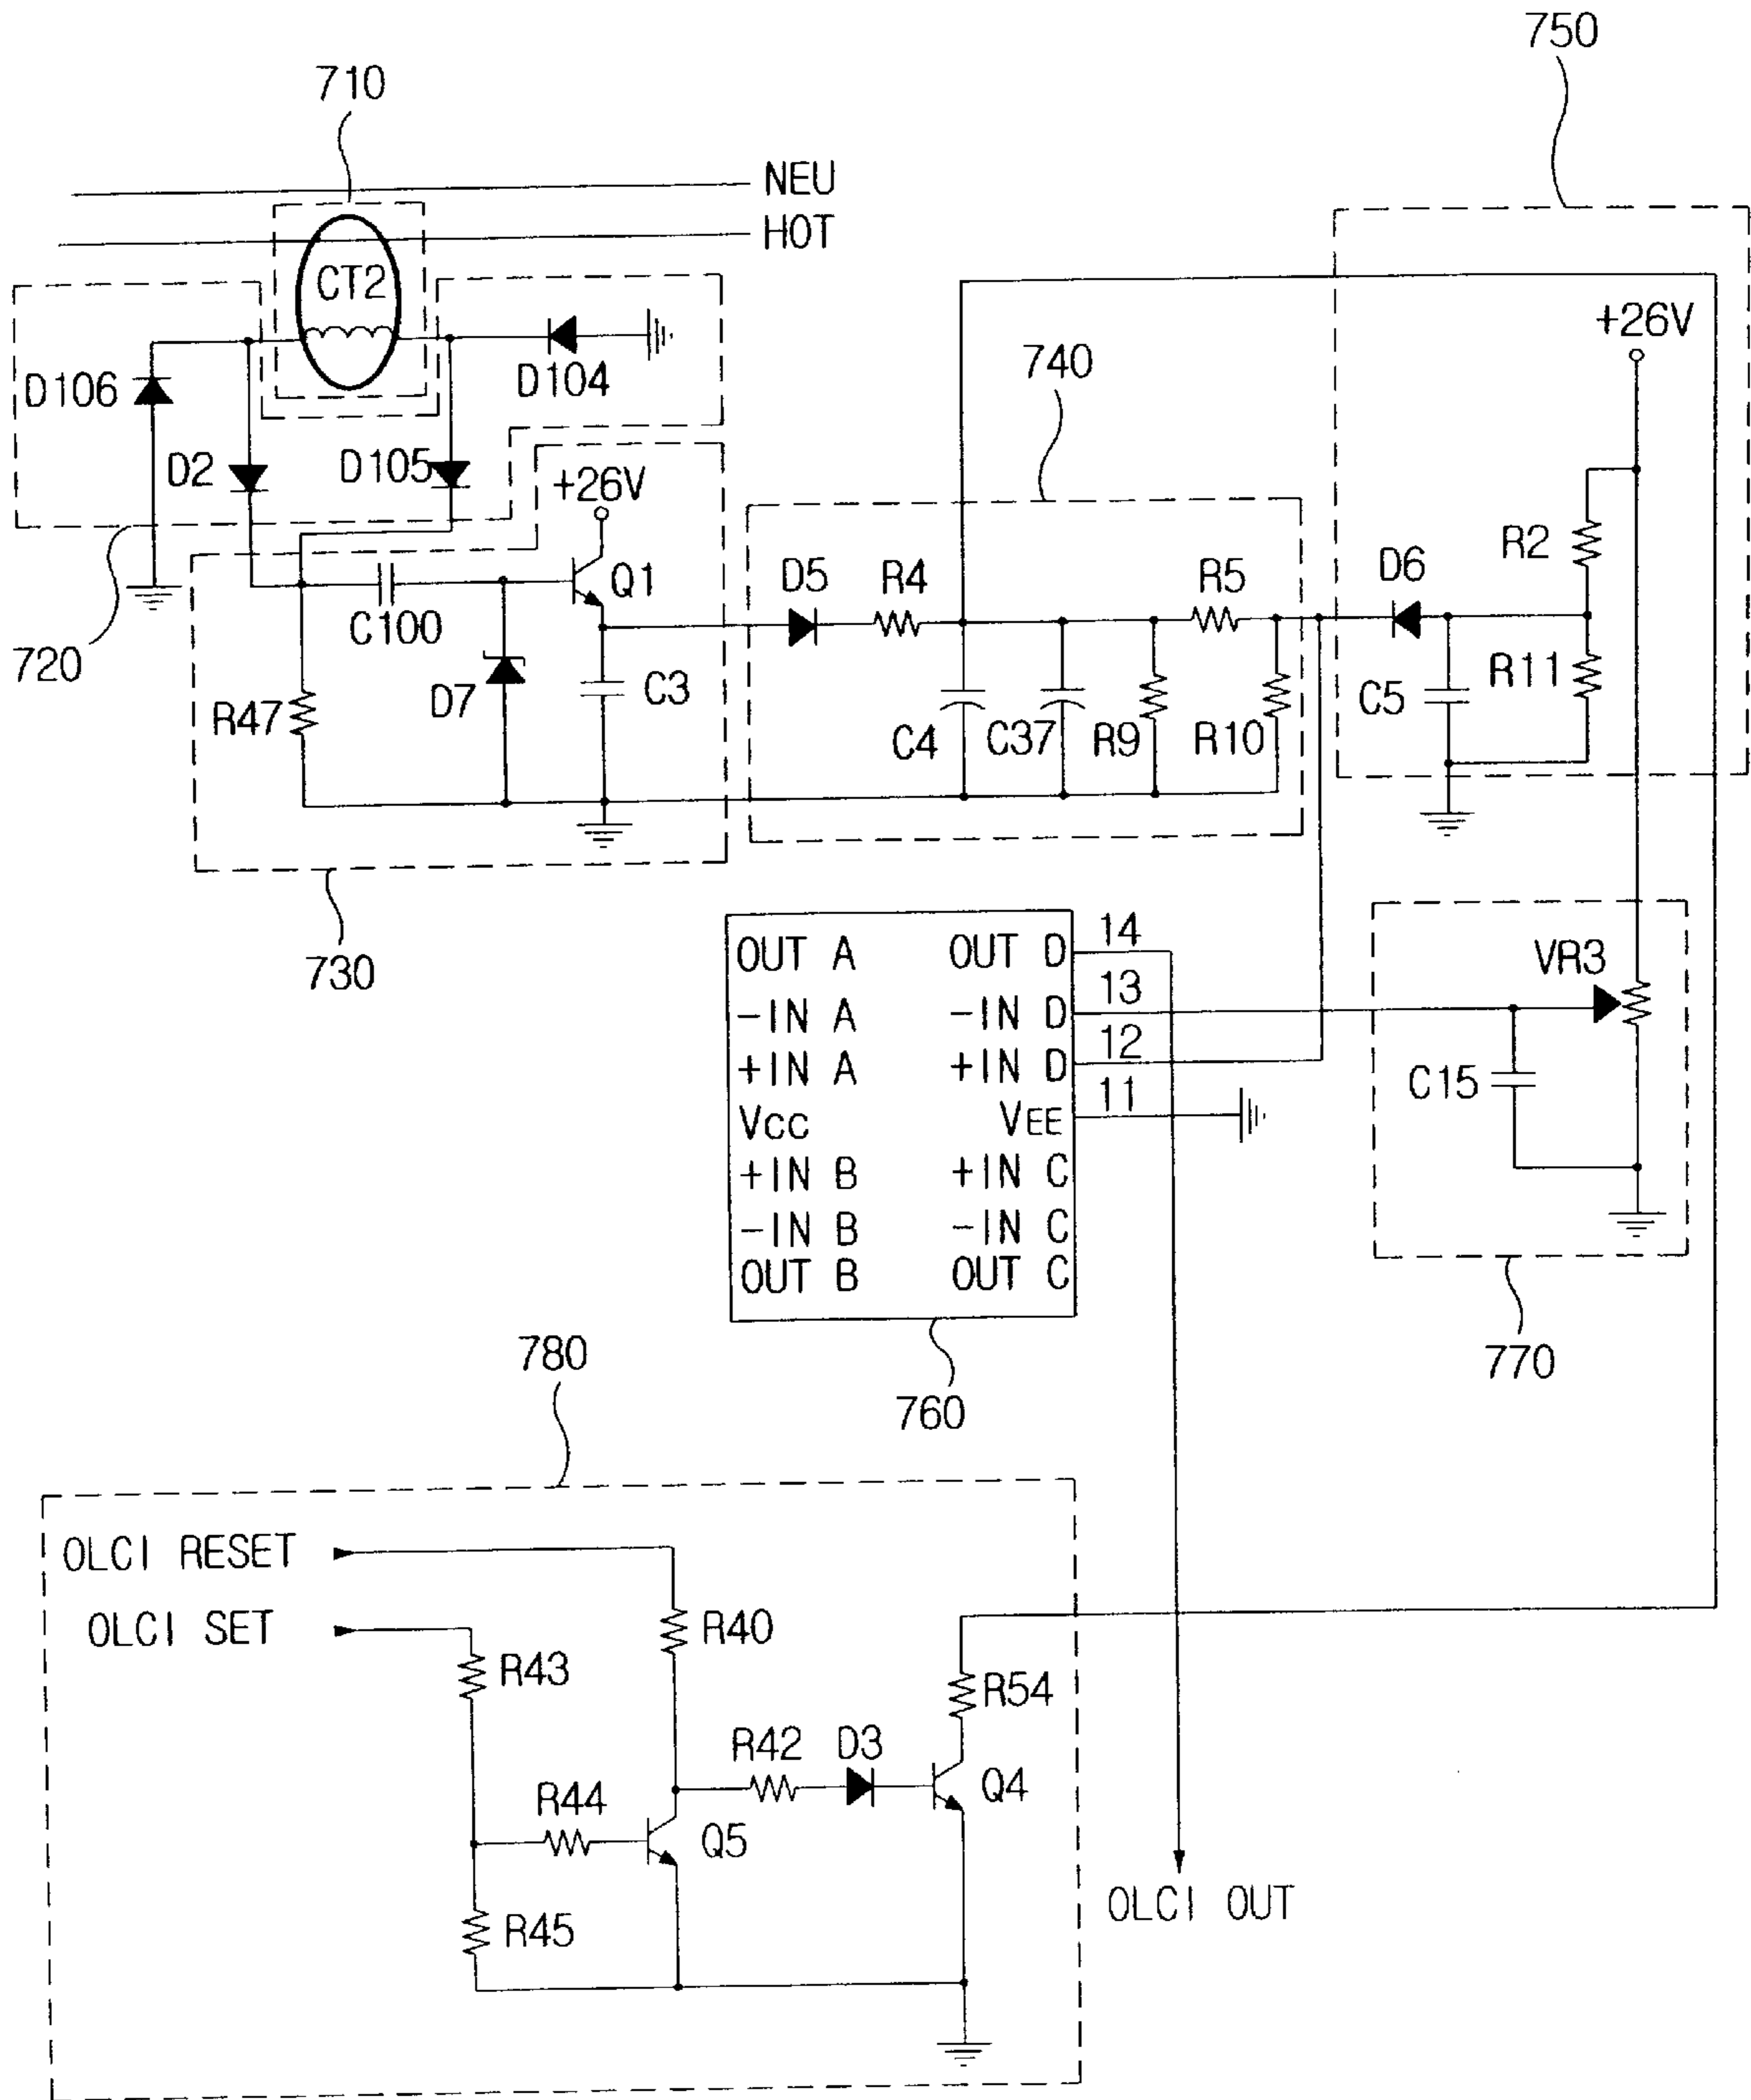 750
710
NEU
HOT
CT2
+26V
740
D106
D104
D2
D105
+26V
R2
D5
R4
R5
D6
Q1
C100
720
R11
C3
C5
D7
R47
C4
C37
R9
R10
730
OUT A OUT D 14
-IN A -IN D 13
+IN A +IN D 12
VCC VEE 11
+IN B +IN C
-IN B -IN C
OUT B OUT C
VR3
C15
780
770
760
OLCI RESET
OLCI SET
R40
R43
R54
R42
D3
R44
Q4
Q5
R45
OLCI OUT